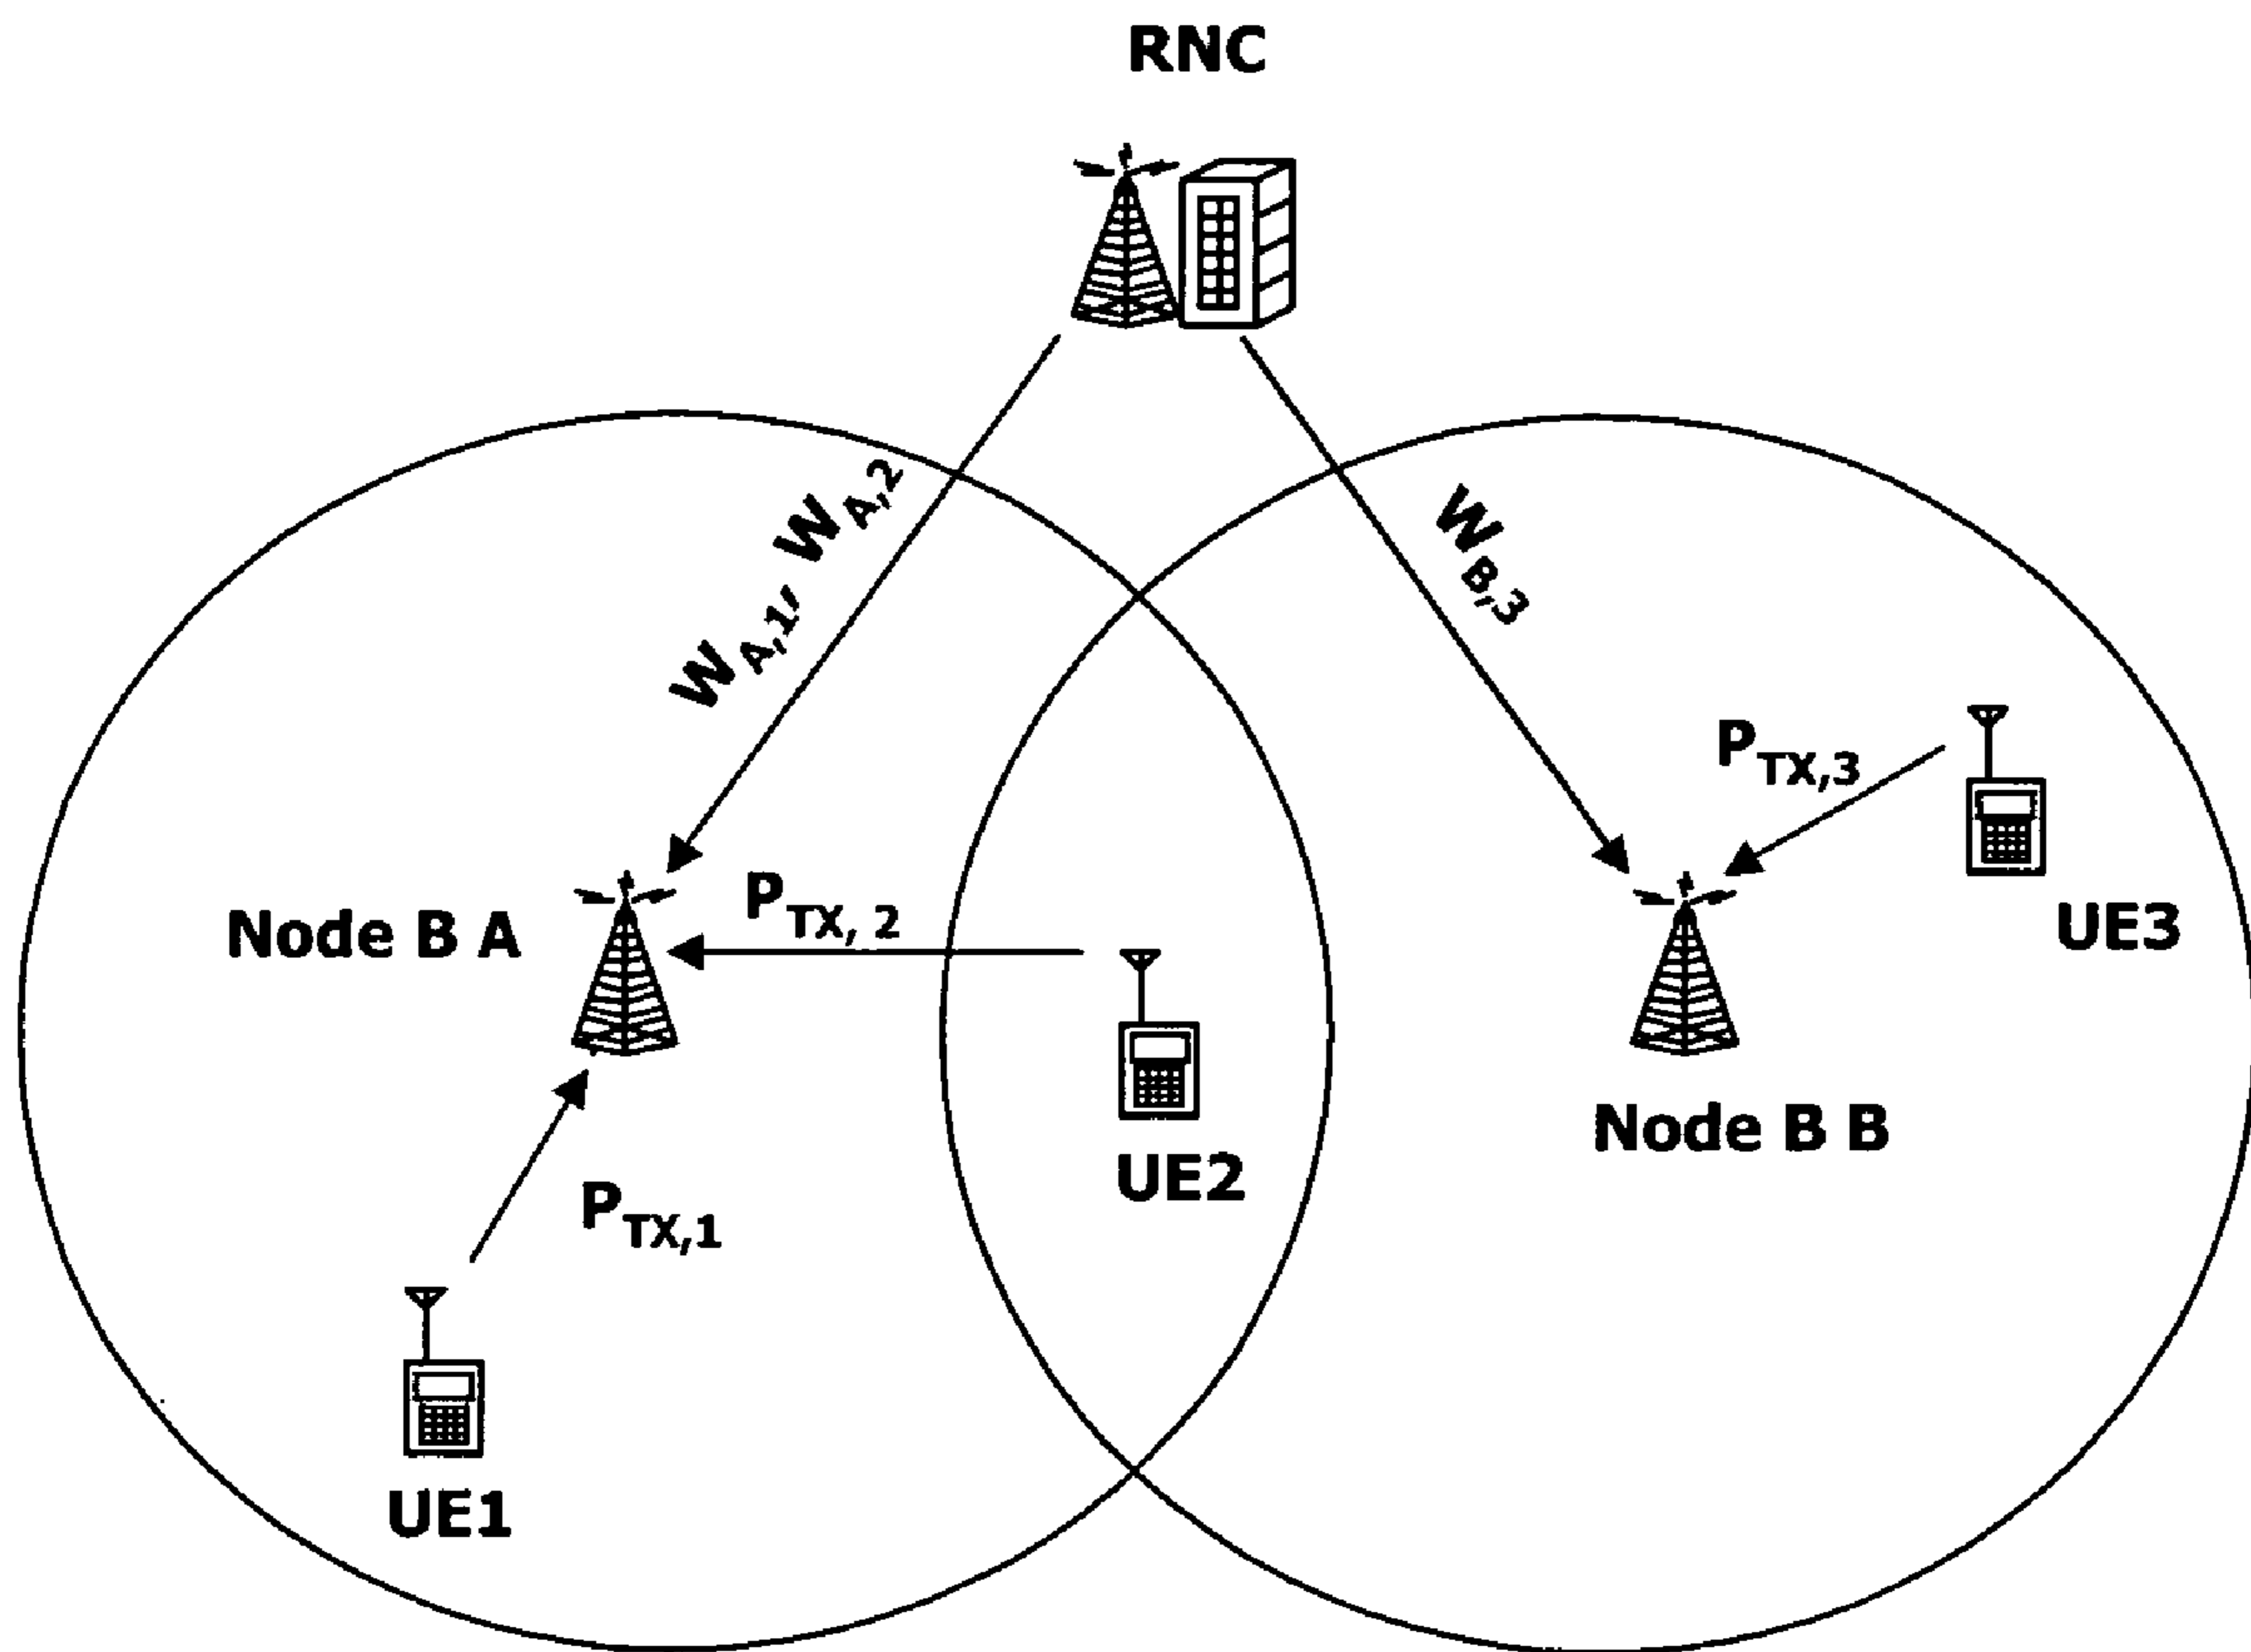 RNC
W A,1, W A,2
W B,3
P TX,3
P TX, 2
Node B A
UE3
Node B B
UE2
P TX,1
UE1